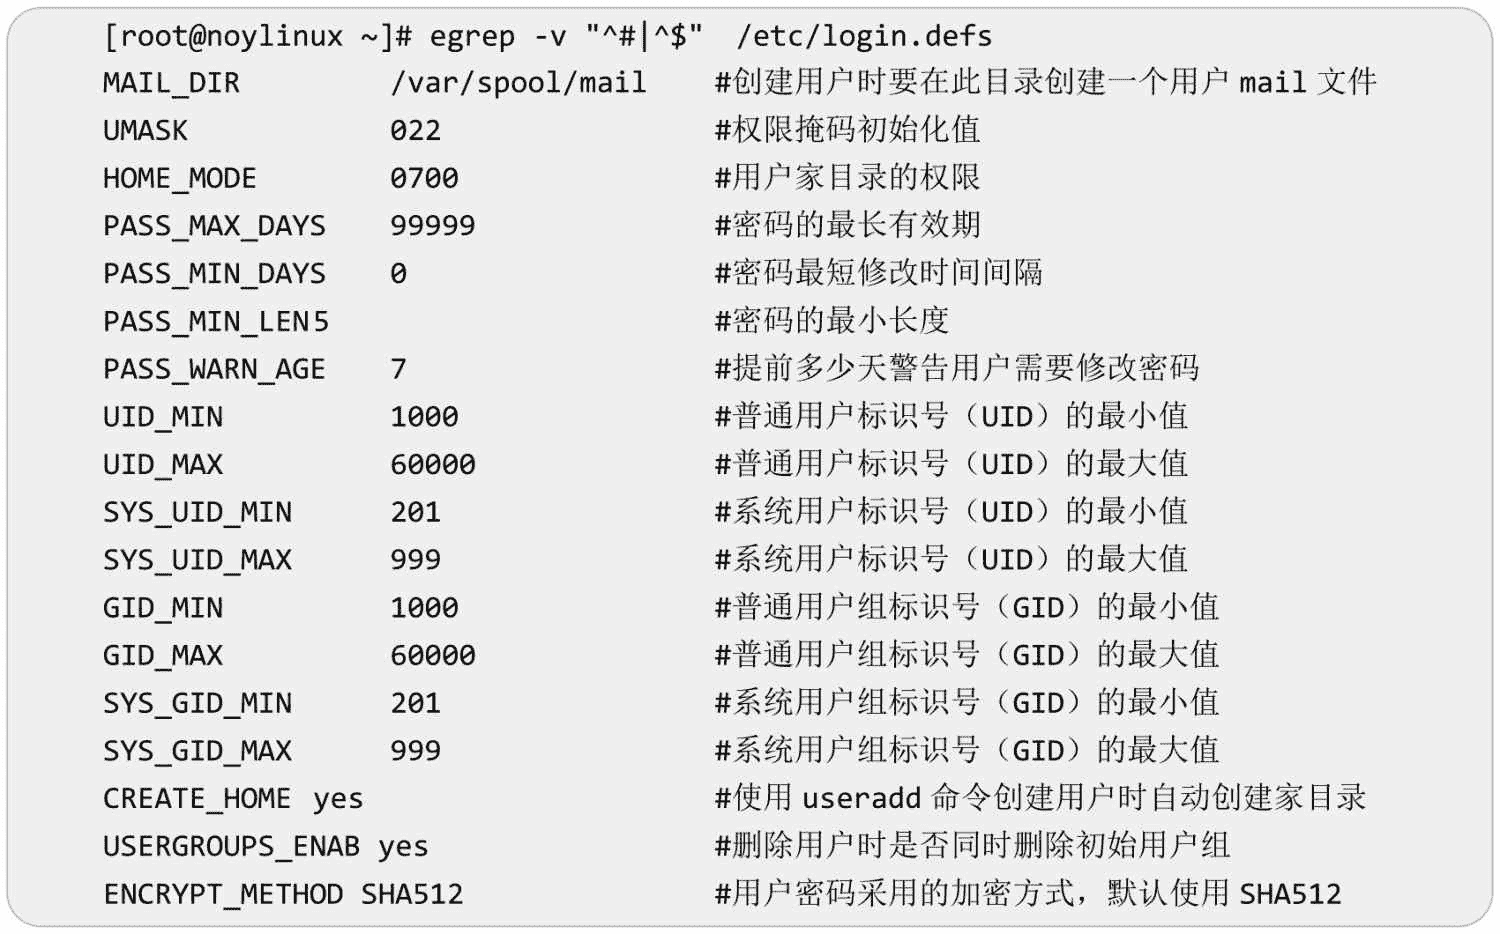 [root@noylinux ~]# egrep -v "^#|^$"  /etc/login.defs
MAIL_DIR         /var/spool/mail    #创建用户时要在此目录创建一个用户 mail 文件
UMASK            022                #权限掩码初始化值
HOME_MODE        0700               #用户家目录的权限
PASS_MAX_DAYS    99999              #密码的最长有效期
PASS_MIN_DAYS    0                  #密码最短修改时间间隔
PASS_MIN_LEN5                       #密码的最小长度
PASS_WARN_AGE    7                  #提前多少天警告用户需要修改密码
UID_MIN          1000               #普通用户标识号（UID）的最小值
UID_MAX          60000              #普通用户标识号（UID）的最大值
SYS_UID_MIN      201                #系统用户标识号（UID）的最小值
SYS_UID_MAX      999                #系统用户标识号（UID）的最大值
GID_MIN          1000               #普通用户组标识号（GID）的最小值
GID_MAX          60000              #普通用户组标识号（GID）的最大值
SYS_GID_MIN      201                #系统用户组标识号（GID）的最小值
SYS_GID_MAX      999                #系统用户组标识号（GID）的最大值
CREATE_HOME yes                     #使用 useradd 命令创建用户时自动创建家目录
USERGROUPS_ENAB yes                 #删除用户时是否同时删除初始用户组
ENCRYPT_METHOD SHA512               #用户密码采用的加密方式，默认使用 SHA512